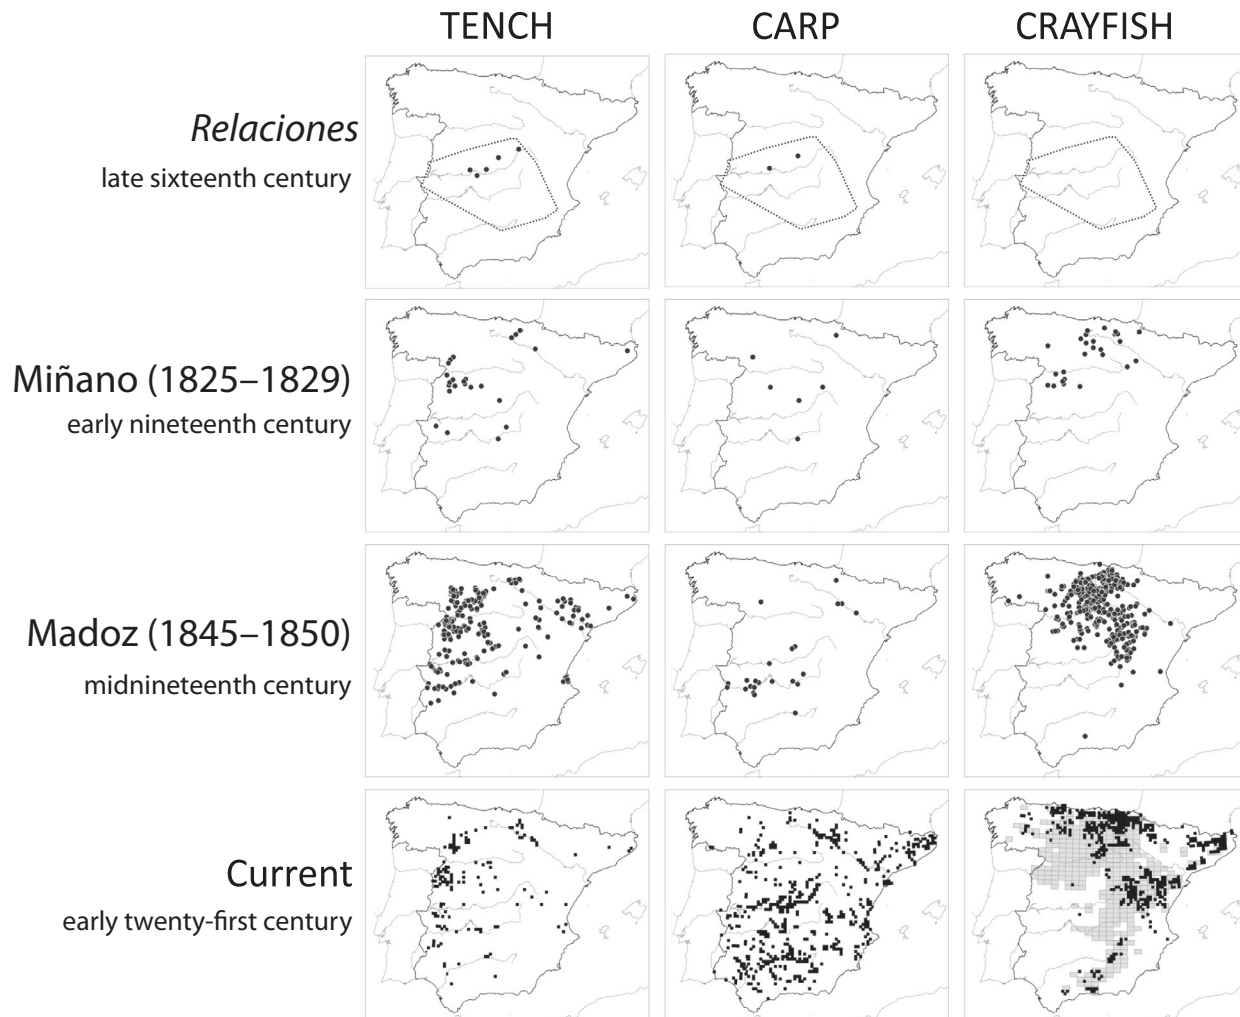 TENCH CARP CRAYFISH
Relaciones
late sixteenth century
Miñano (1825–1829)
early nineteenth century
Madoz (1845–1850)
midnineteenth century
Current
early twenty-first century